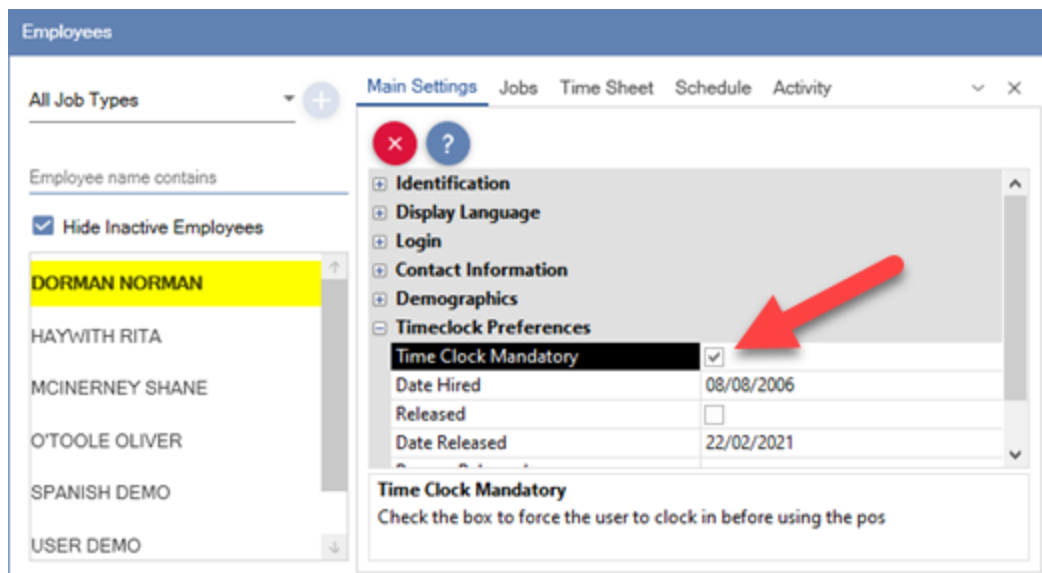 Employees
All Job Types
Employee name contains
Hide Inactive Employees
DORMAN NORMAN
HAYWITH RITA
MCINERNEY SHANE
O'TOOLE OLIVER
SPANISH DEMO
USER DEMO
Main Settings Jobs Time Sheet Schedule Activity
Identification
Display Language
Login
Contact Information
Demographics
Timeclock Preferences
Time Clock Mandatory
Date Hired 08/08/2006
Released
Date Released 22/02/2021
Time Clock Mandatory
Check the box to force the user to clock in before using the pos